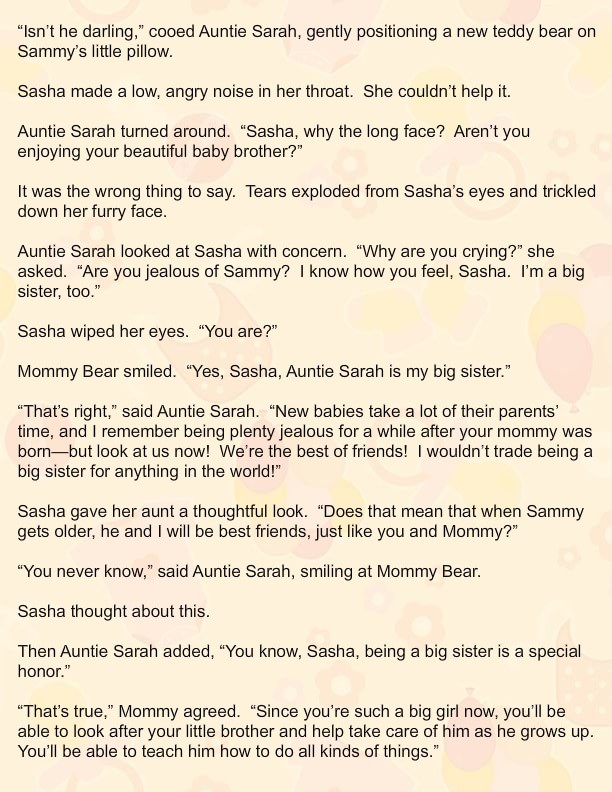 “Isn’t he darling,” cooed Auntie Sarah, gently positioning a new teddy bear on
Sammy’s little pillow.
Sasha made a low, angry noise in her throat.  She couldn’t help it.
Auntie Sarah turned around.  “Sasha, why the long face?  Aren’t you
enjoying your beautiful baby brother?”
It was the wrong thing to say.  Tears exploded from Sasha’s eyes and trickled
down her furry face.
Auntie Sarah looked at Sasha with concern.  “Why are you crying?” she
asked.  “Are you jealous of Sammy?  I know how you feel, Sasha.  I’m a big
sister, too.”
Sasha wiped her eyes.  “You are?”
Mommy Bear smiled.  “Yes, Sasha, Auntie Sarah is my big sister.”
“That’s right,” said Auntie Sarah.  “New babies take a lot of their parents’
time, and I remember being plenty jealous for a while after your mommy was
born—but look at us now!  We’re the best of friends!  I wouldn’t trade being a
big sister for anything in the world!”
Sasha gave her aunt a thoughtful look.  “Does that mean that when Sammy
gets older, he and I will be best friends, just like you and Mommy?”
“You never know,” said Auntie Sarah, smiling at Mommy Bear.
Sasha thought about this.
Then Auntie Sarah added, “You know, Sasha, being a big sister is a special
honor.”
“That’s true,” Mommy agreed.  “Since you’re such a big girl now, you’ll be
able to look after your little brother and help take care of him as he grows up.
You’ll be able to teach him how to do all kinds of things.”